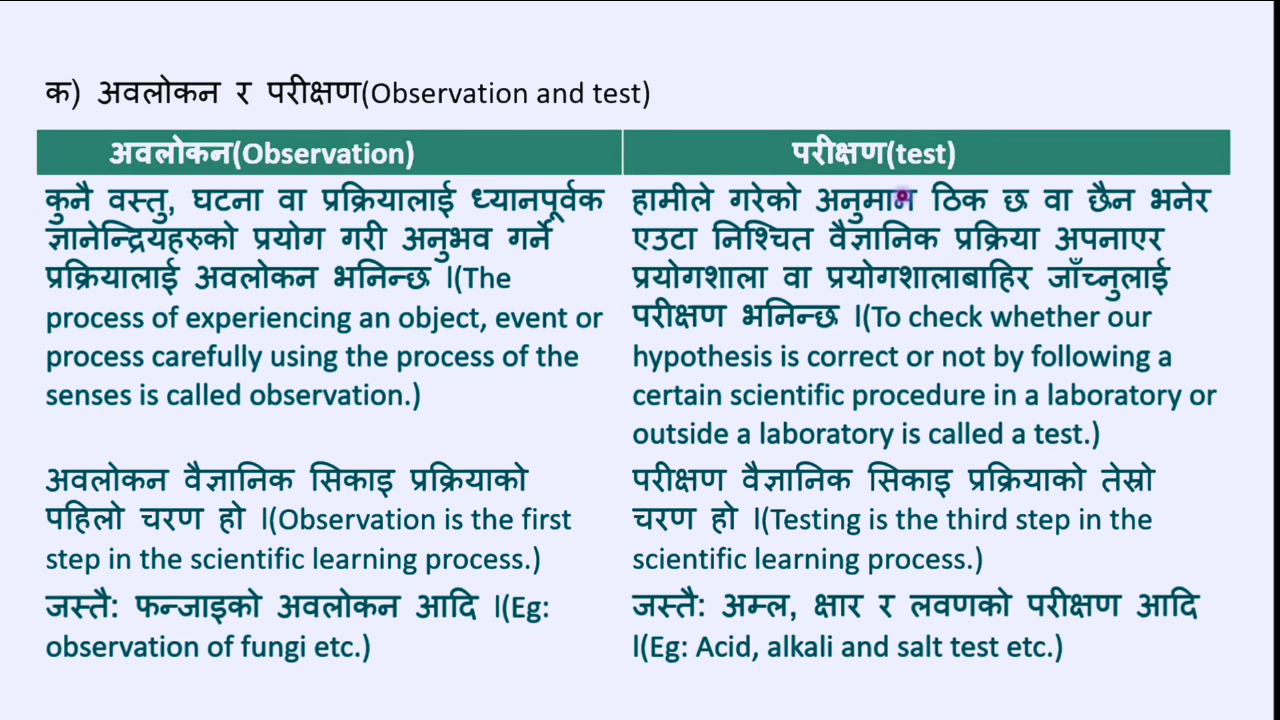 क) अवलोकन र परीक्षण(Observation and test)
अवलोकन(Observation)
कुनै वस्तु, घटना वा प्रक्रियालाई ध्यानपूर्वक
ज्ञानेन्द्रियहरुको प्रयोग गरी अनुभव गर्ने
प्रक्रियालाई अवलोकन भनिन्छ ।(The
process of experiencing an object, event or
process carefully using the process of the
senses is called observation.)
अवलोकन वैज्ञानिक सिकाइ प्रक्रियाको
पहिलो चरण हो ।(Observation is the first
step in the scientific learning process.)
जस्तै: फन्जाइको अवलोकन आदि ।(Eg:
observation of fungi etc.)
परीक्षण(test)
हामीले गरेको अनुमान ठिक छ वा छैन भनेर
एउटा निश्चित वैज्ञानिक प्रक्रिया अपनाएर
प्रयोगशाला वा प्रयोगशालाबाहिर जाँच्नुलाई
परीक्षण भनिन्छ ।(To check whether our
hypothesis is correct or not by following a
certain scientific procedure in a laboratory or
outside a laboratory is called a test.)
परीक्षण वैज्ञानिक सिकाइ प्रक्रियाको तेस्रो
चरण हो ।(Testing is the third step in the
scientific learning process.)
जस्तै: अम्ल, क्षार र लवणको परीक्षण आदि
।(Eg: Acid, alkali and salt test etc.)